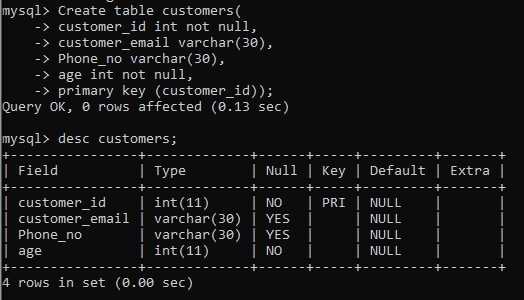 mysql> Create table customers(
    -> customer_id int not null,
    -> customer_email varchar(30),
    -> Phone_no varchar(30),
    -> age int not null,
    -> primary key (customer_id));
Query OK, 0 rows affected (0.13 sec)
mysql> desc customers;
+----------------+-------------+------+-----+---------+-------+
| Field          | Type        | Null | Key | Default | Extra |
+----------------+-------------+------+-----+---------+-------+
| customer_id    | int(11)     | NO   | PRI | NULL    |       |
| customer_email | varchar(30) | YES  |     | NULL    |       |
| Phone_no       | varchar(30) | YES  |     | NULL    |       |
| age            | int(11)     | NO   |     | NULL    |       |
+----------------+-------------+------+-----+---------+-------+
4 rows in set (0.00 sec)